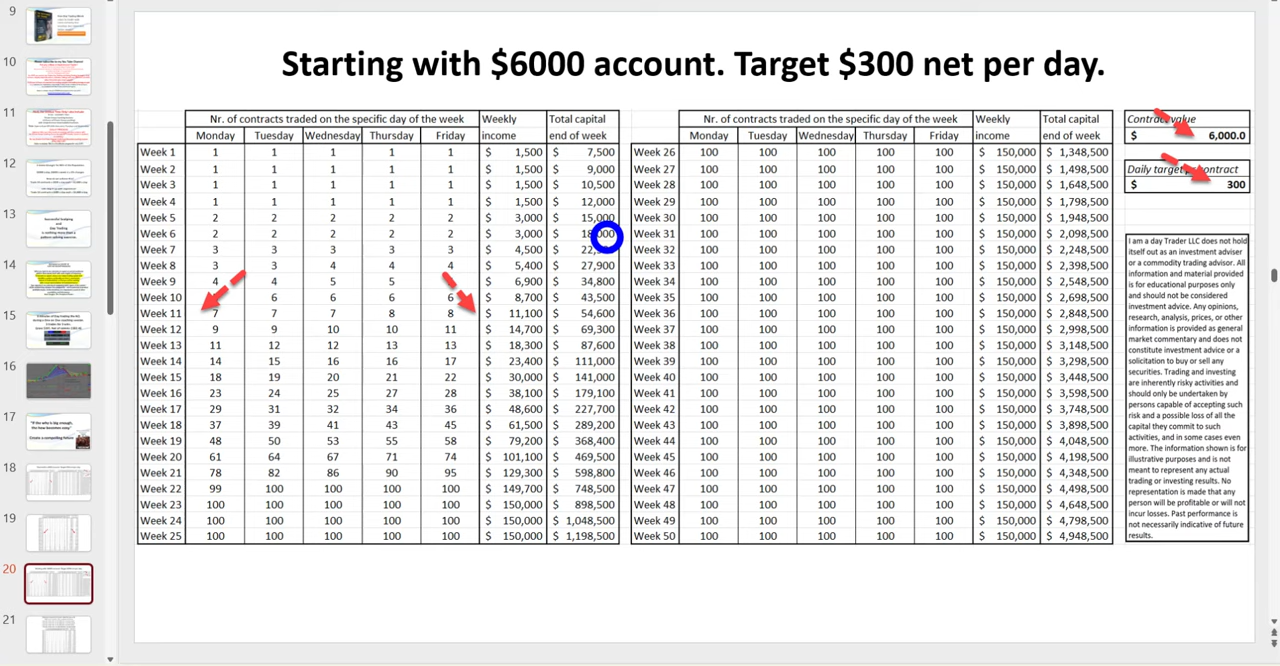 9
10
11
12
13
14
15
16
17
18
19
20
21
Starting with $6000 account. Target $300 net per day.
Nr. of contracts traded on the specific day of the week Weekly Total capital
Monday Tuesday Wednesday Thursday Friday income end of week
Week 1 1 1 1 1 1 $ 1,500 $ 7,500
Week 2 1 1 1 1 1 $ 1,500 $ 9,000
Week 3 1 1 1 1 1 $ 1,500 $ 10,500
Week 4 1 1 1 1 1 $ 1,500 $ 12,000
Week 5 2 2 2 2 2 $ 3,000 $ 15,000
Week 6 2 2 2 2 2 $ 3,000 $
Week 7 3 3 3 3 3 $ 4,500 $
Week 8 3 3 4 4 4 $ 5,400 $ 27,900
Week 9 4 4 5 5 5 $ 6,900 $ 34,800
Week 10 6 6 6 6 $ 8,700 $ 43,500
Week 11 7 7 7 8 8 $ 11,100 $ 54,600
Week 12 9 9 10 10 11 $ 14,700 $ 69,300
Week 13 11 12 12 13 13 $ 18,300 $ 87,600
Week 14 14 15 16 16 17 $ 23,400 $ 111,000
Week 15 18 19 20 21 22 $ 30,000 $ 141,000
Week 16 23 24 25 27 28 $ 38,100 $ 179,100
Week 17 29 31 32 34 36 $ 48,600 $ 227,700
Week 18 37 39 41 43 45 $ 61,500 $ 289,200
Week 19 48 50 53 55 58 $ 79,200 $ 368,400
Week 20 61 64 67 71 74 $ 101,100 $ 469,500
Week 21 78 82 86 90 95 $ 129,300 $ 598,800
Week 22 99 100 100 100 100 $ 149,700 $ 748,500
Week 23 100 100 100 100 100 $ 150,000 $ 898,500
Week 24 100 100 100 100 100 $ 150,000 $ 1,048,500
Week 25 100 100 100 100 100 $ 150,000 $ 1,198,500
Nr. of contracts traded on the specific day of the week Weekly Total capital
Monday Tuesday Wednesday Thursday Friday income end of week
Week 26 100 100 100 100 100 $ 150,000 $ 1,348,500
Week 27 100 100 100 100 100 $ 150,000 $ 1,498,500
Week 28 100 100 100 100 100 $ 150,000 $ 1,648,500
Week 29 100 100 100 100 100 $ 150,000 $ 1,798,500
Week 30 100 100 100 100 100 $ 150,000 $ 1,948,500
Week 31 100 100 100 100 100 $ 150,000 $ 2,098,500
Week 32 100 100 100 100 100 $ 150,000 $ 2,248,500
Week 33 100 100 100 100 100 $ 150,000 $ 2,398,500
Week 34 100 100 100 100 100 $ 150,000 $ 2,548,500
Week 35 100 100 100 100 100 $ 150,000 $ 2,698,500
Week 36 100 100 100 100 100 $ 150,000 $ 2,848,500
Week 37 100 100 100 100 100 $ 150,000 $ 2,998,500
Week 38 100 100 100 100 100 $ 150,000 $ 3,148,500
Week 39 100 100 100 100 100 $ 150,000 $ 3,298,500
Week 40 100 100 100 100 100 $ 150,000 $ 3,448,500
Week 41 100 100 100 100 100 $ 150,000 $ 3,598,500
Week 42 100 100 100 100 100 $ 150,000 $ 3,748,500
Week 43 100 100 100 100 100 $ 150,000 $ 3,898,500
Week 44 100 100 100 100 100 $ 150,000 $ 4,048,500
Week 45 100 100 100 100 100 $ 150,000 $ 4,198,500
Week 46 100 100 100 100 100 $ 150,000 $ 4,348,500
Week 47 100 100 100 100 100 $ 150,000 $ 4,498,500
Week 48 100 100 100 100 100 $ 150,000 $ 4,648,500
Week 49 100 100 100 100 100 $ 150,000 $ 4,798,500
Week 50 100 100 100 100 100 $ 150,000 $ 4,948,500
Contract value
$ 6,000.0
Daily target per contract
$ 300
I am a day Trader LLC does not hold
itself out as an investment adviser
or a commodity trading advisor. All
information and material provided
is for educational purposes only
and should not be considered
investment advice. Any opinions,
research, analysis, prices, or other
information is provided as general
market commentary and does not
constitute investment advice or a
solicitation to buy or sell any
securities. Trading and investing
are inherently risky activities and
should only be undertaken by
persons capable of accepting such
risk and a possible loss of all the
capital they commit to such
activities, and in some cases even
more. The information shown is for
illustrative purposes and is not
meant to represent any actual
trading or investing results. No
representation is made that any
person will be profitable or will not
incur losses. Past performance is
not necessarily indicative of future
results.